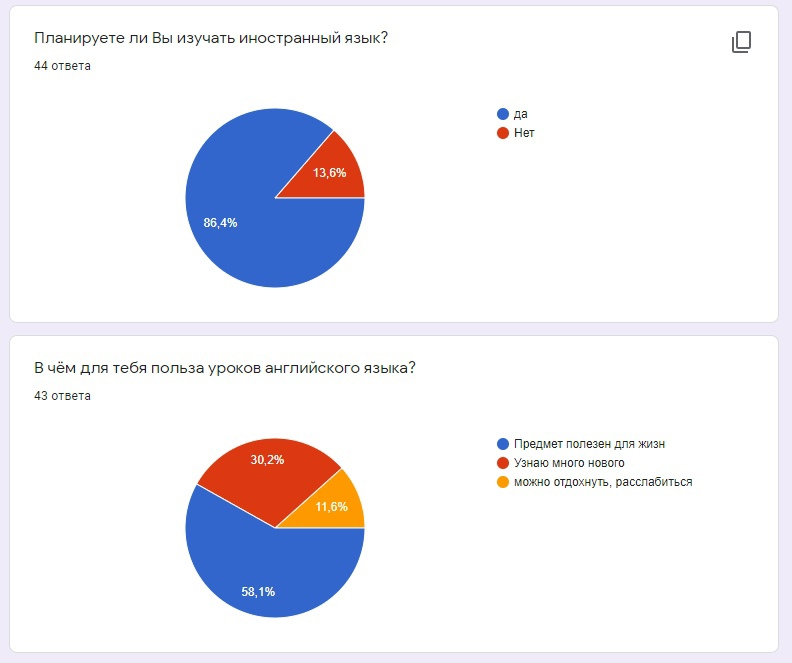 Планируете ли Вы изучать иностранный язык?
44 ответа
да
Нет
13,6%
86,4%
В чём для тебя польза уроков английского языка?
43 ответа
Предмет полезен для жизн
Узнаю много нового
можно отдохнуть, расслабиться
30,2%
11,6%
58,1%